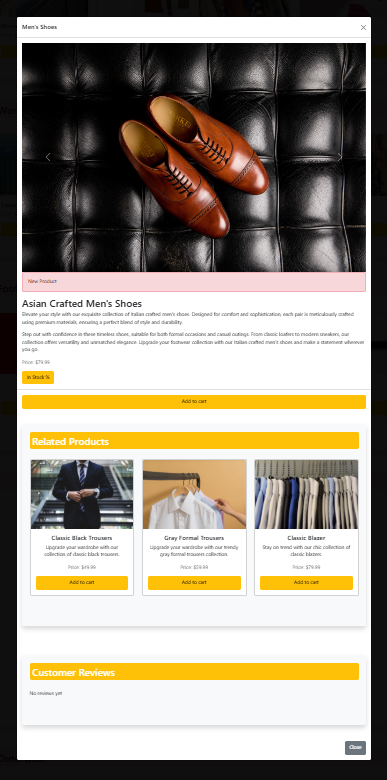 Men's Shoes
New Product
Asian Crafted Men's Shoes
Elevate your style with our exquisite collection of Italian crafted men's shoes. Designed for comfort and sophistication, each pair is meticulously crafted
using premium materials, ensuring a perfect blend of style and durability.
Step out with confidence in these timeless shoes, suitable for both formal occasions and casual outings. From classic loafers to modern sneakers, our
collection offers versatility and unmatched elegance. Upgrade your footwear collection with our Italian crafted men's shoes and make a statement wherever
you go.
Price: $79.99
In Stock %
Add to cart
Related Products
Classic Black Trousers
Upgrade your wardrobe with our
collection of classic black trousers.
Price: $49.99
Add to cart
Gray Formal Trousers
Upgrade your wardrobe with our trendy
gray formal trousers collection.
Price: $59.99
Add to cart
Classic Blazer
Stay on trend with our chic collection of
classic blazers.
Price: $79.99
Add to cart
Customer Reviews
No reviews yet
Close